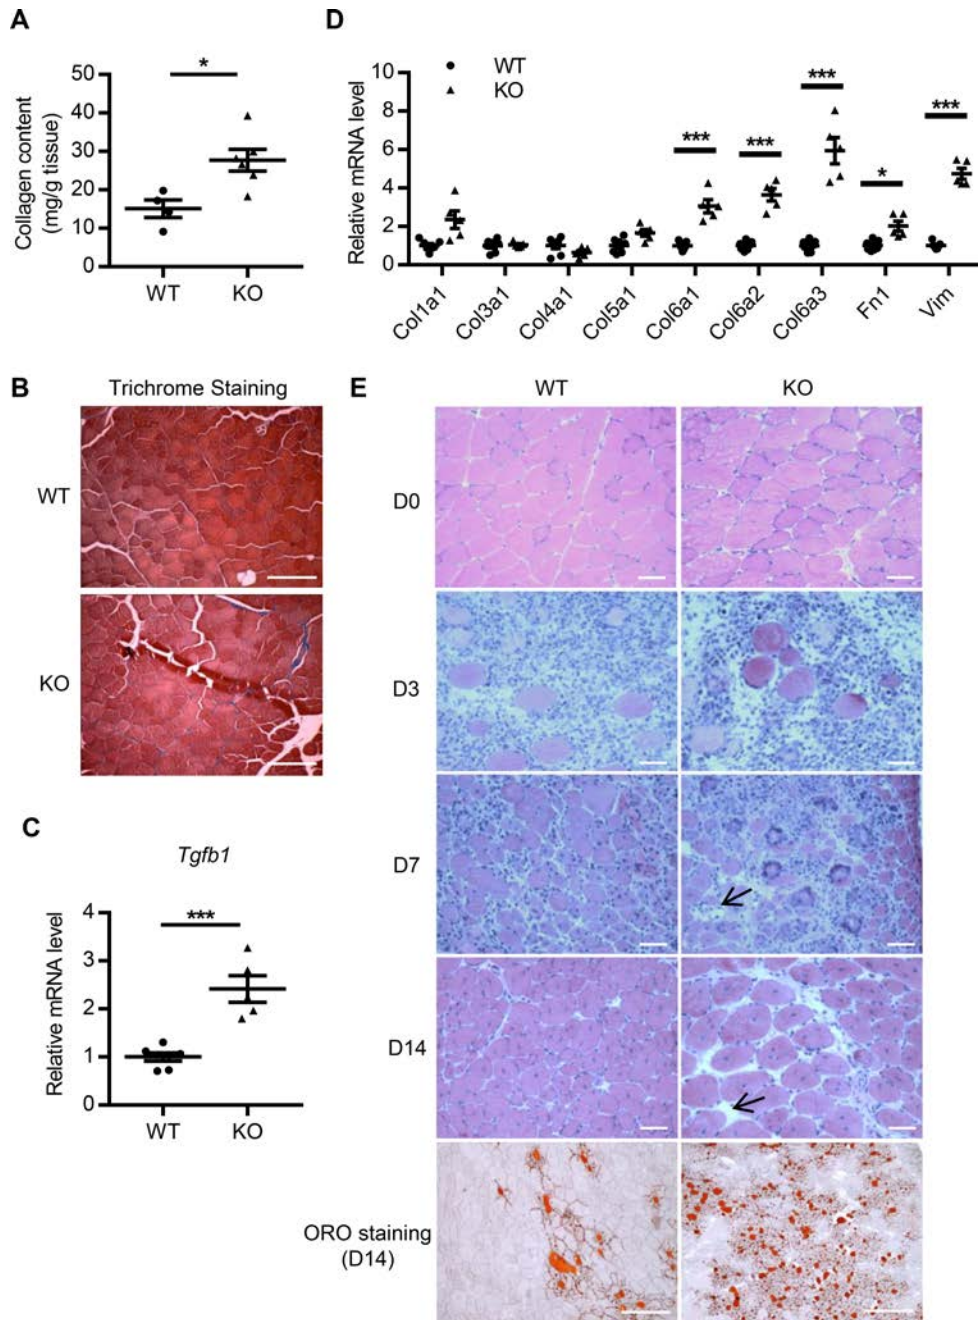 A
Collagen content
(mg/g tissue)
50
40
30
20
10
0
*
WT
KO
D
Relative mRNA level
10
8
6
4
2
0
WT
KO
***
***
***
*
***
Col1a1
Col3a1
Col4a1
Col5a1
Col6a1
Col6a2
Col6a3
Fn1
Vim
B
Trichrome Staining
WT
KO
C
Tgfb1
Relative mRNA level
4
3
2
1
0
***
WT
KO
E
WT
KO
D0
D3
D7
D14
ORO staining
(D14)